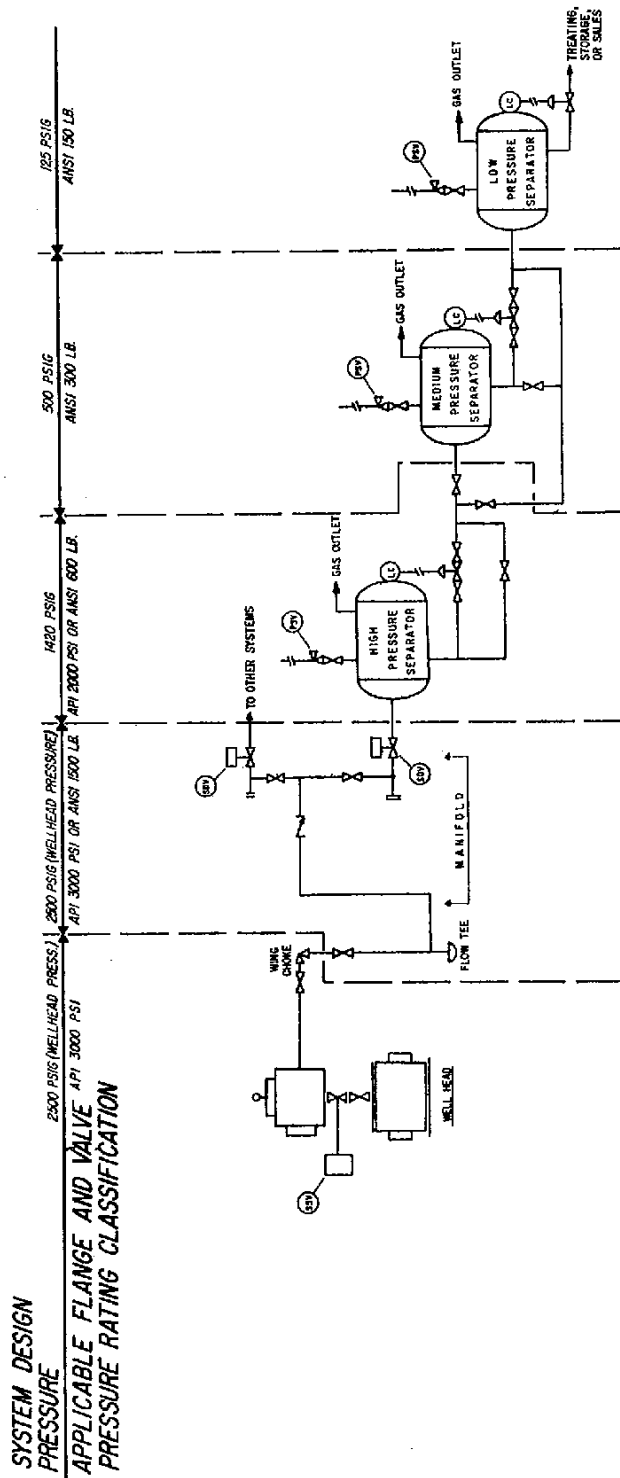 SYSTEM DESIGN
PRESSURE
2500 PSIG (WELLHEAD PRESS.)
2500 PSIG (WELLHEAD PRESSURE)
1420 PSIG
500 PSIG
125 PSIG
APPLICABLE FLANGE AND VALVE
PRESSURE RATING CLASSIFICATION
API 3000 PSI
API 3000 PSI OR ANSI 1500 LB.
API 2000 PSI OR ANSI 600 LB.
ANSI 300 LB.
ANSI 150 LB.
SSV
WELL HEAD
WING
CHOKE
FLOW TEE
MANIFOLD
SDV
TO OTHER SYSTEMS
SDV
PSV
GAS OUTLET
HIGH
PRESSURE
SEPARATOR
LC
PSV
GAS OUTLET
MEDIUM
PRESSURE
SEPARATOR
LC
PSV
GAS OUTLET
LOW
PRESSURE
SEPARATOR
LC
TREATING,
STORAGE,
OR SALES